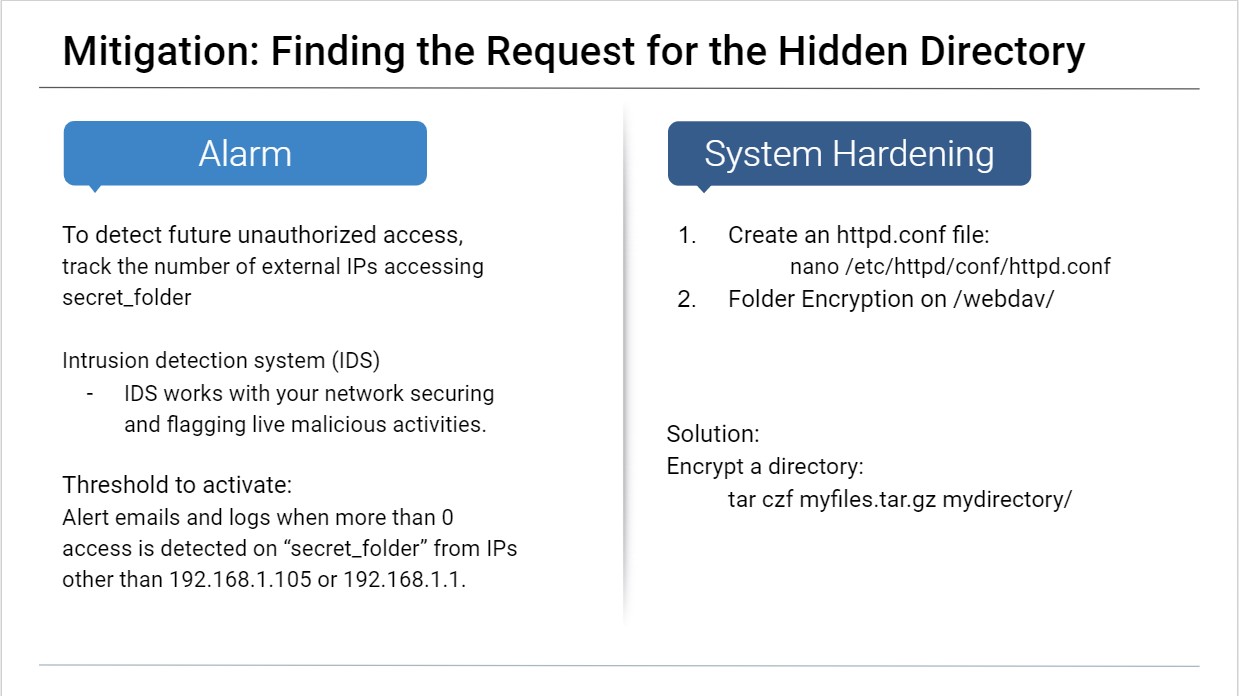 Mitigation: Finding the Request for the Hidden Directory
Alarm
To detect future unauthorized access,
track the number of external IPs accessing
secret_folder
Intrusion detection system (IDS)
- IDS works with your network securing
and flagging live malicious activities.
Threshold to activate:
Alert emails and logs when more than 0
access is detected on “secret_folder” from IPs
other than 192.168.1.105 or 192.168.1.1.
System Hardening
1. Create an httpd.conf file:
nano /etc/httpd/conf/httpd.conf
2. Folder Encryption on /webdav/
Solution:
Encrypt a directory:
tar czf myfiles.tar.gz mydirectory/